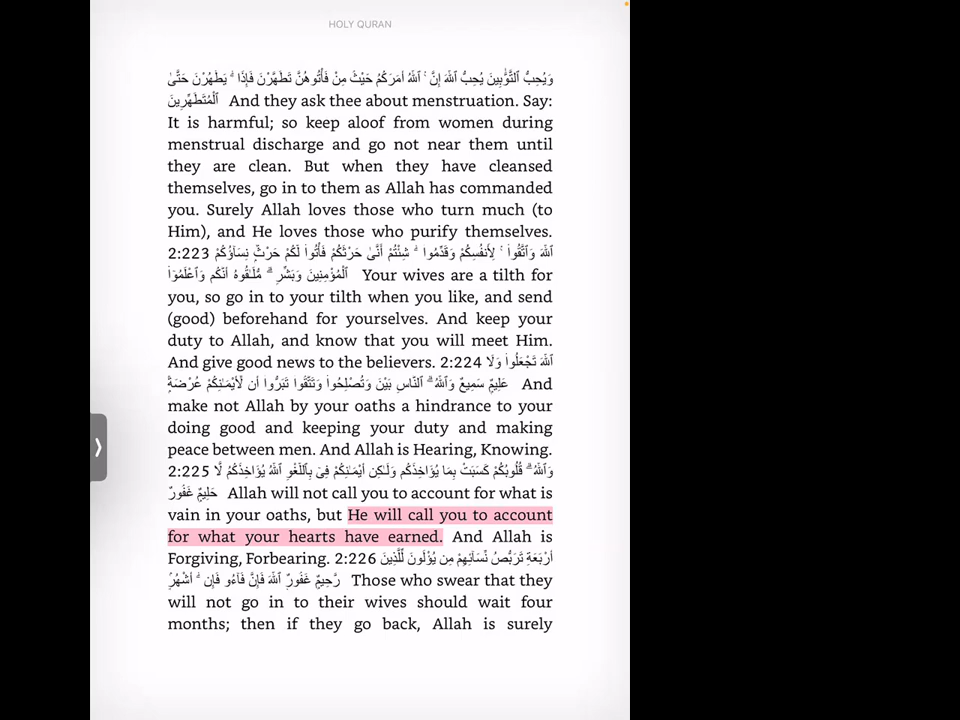 HOLY QURAN
وَيُحِبُّ ٱلتَّوَّٰبِينَ يُحِبُّ ٱللَّهَ إِنَّ ۚ ٱللَّهُ أَمَرَكُمُ حَيْثُ مِنْ فَأْتُوهُنَّ تَطَهَّرْنَ فَإِذَا ۖ يَطْهُرْنَ حَتَّىٰ
ٱلْمُتَطَهِّرِينَ And they ask thee about menstruation. Say:
It is harmful; so keep aloof from women during
menstrual discharge and go not near them until
they are clean. But when they have cleansed
themselves, go in to them as Allah has commanded
you. Surely Allah loves those who turn much (to
Him), and He loves those who purify themselves.
2:223 ٱللَّهَ وَٱتَّقُوا۟ ۚ لِأَنفُسِكُمْ وَقَدِّمُوا۟ ۖ شِئْتُمْ أَنَّىٰ حَرْثَكُمْ فَأْتُوا۟ لَّكُمْ حَرْثٌ نِسَآؤُكُمْ
ٱلْمُؤْمِنِينَ وَبَشِّرِ ۗ مُّلَـٰقُوهُ أَنَّكُم وَٱعْلَمُوٓا۟ Your wives are a tilth for
you, so go in to your tilth when you like, and send
(good) beforehand for yourselves. And keep your
duty to Allah, and know that you will meet Him.
And give good news to the believers. 2:224 ٱللَّهَ تَجْعَلُوا۟ وَلَا
عَلِيمٌ سَمِيعٌ وَٱللَّهُ ۗ ٱلنَّاسِ بَيْنَ وَتُصْلِحُوا۟ وَتَتَّقُوا۟ تَبَرُّوا۟ أَن لِّأَيْمَـٰنِكُمْ عُرْضَةً And
make not Allah by your oaths a hindrance to your
doing good and keeping your duty and making
peace between men. And Allah is Hearing, Knowing.
2:225 وَٱللَّهُ ۗ قُلُوبُكُمْ كَسَبَتْ بِمَا يُؤَاخِذُكُم وَلَـٰكِن أَيْمَـٰنِكُمْ فِىٓ بِٱللَّغْوِ ٱللَّهُ يُؤَاخِذُكُمُ لَّا
حَلِيمٌ غَفُورٌ Allah will not call you to account for what is
vain in your oaths, but He will call you to account
for what your hearts have earned. And Allah is
Forgiving, Forbearing. 2:226 أَرْبَعَةِ تَرَبُّصُ نِّسَآئِهِمْ مِن يُؤْلُونَ لِّلَّذِينَ
رَّحِيمٌ غَفُورٌ ٱللَّهَ فَإِنَّ فَآءُو فَإِن ۖ أَشْهُرٍ Those who swear that they
will not go in to their wives should wait four
months; then if they go back, Allah is surely